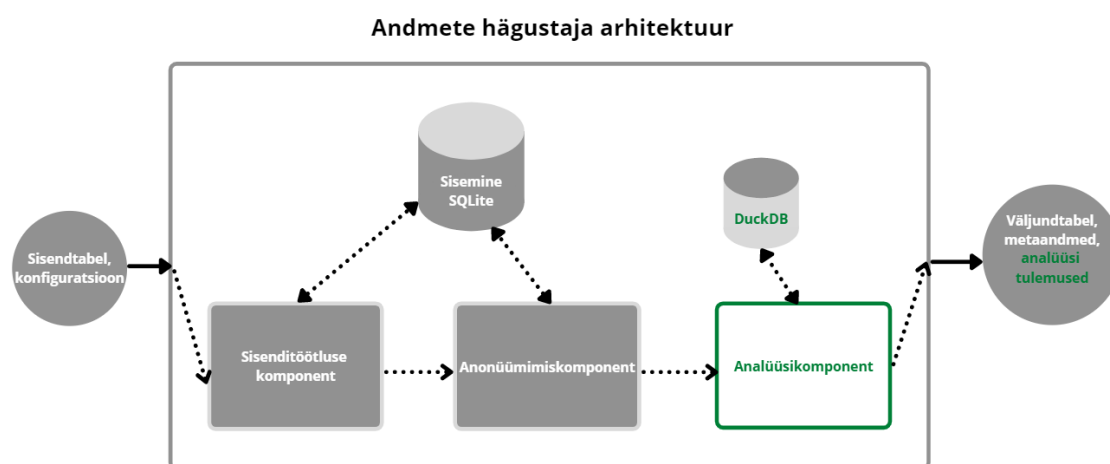 Andmete hägustaja arhitektuur
Sisemine
SQLite
DuckDB
Sisendtabel,
konfiguratsioon
Väljundtabel,
metaandmed,
analüüsi
tulemused
Sisenditöötluse
komponent
Anonüümimiskomponent
Analüüsikomponent